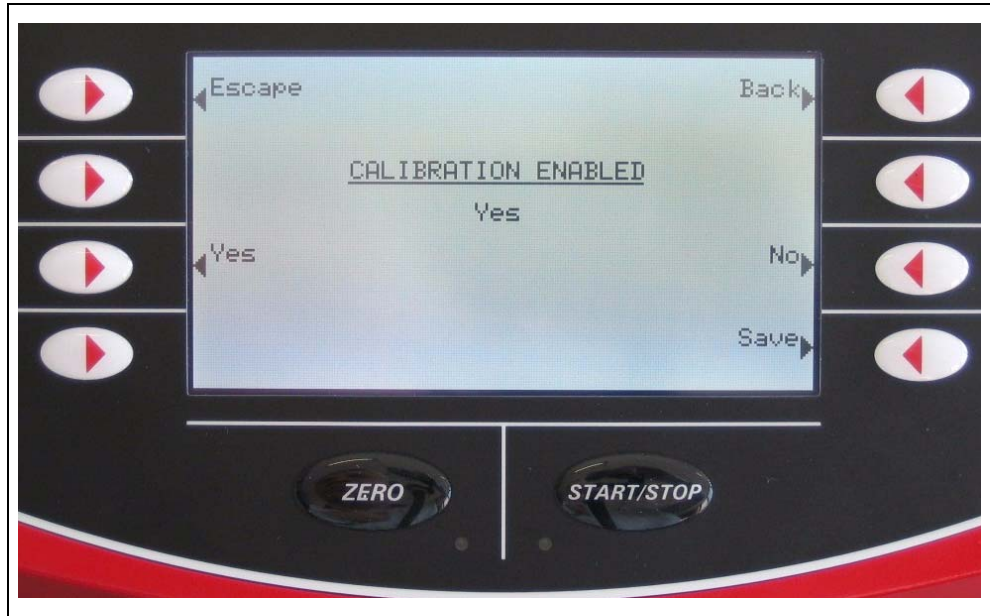 Escape Back
CALIBRATION ENABLED
Yes
Yes No
Save
ZERO START/STOP